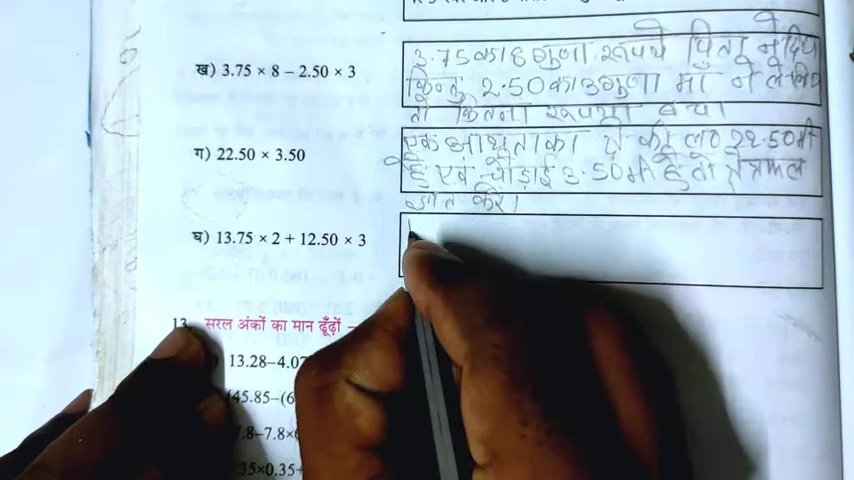 3.75 का 8 गुणा रूपये पिता ने दिया
ख) 3.75 × 8 – 2.50 × 3
किन्तु 2.50 का 3 गुणा माँ ने ले लिया
तो कितना रूपया बचा
एक आयताकार की लं० 22.50 मी
ग) 22.50 × 3.50
है एवं चौड़ाई 3.50 मी है तो क्षेत्रफल
ज्ञात करें।
घ) 13.75 × 2 + 12.50 × 3
13. सरल अंकों का मान ढूँढ़ों –
13.28–4.07
(45.85–(6
7.8–7.8×
35×0.35+